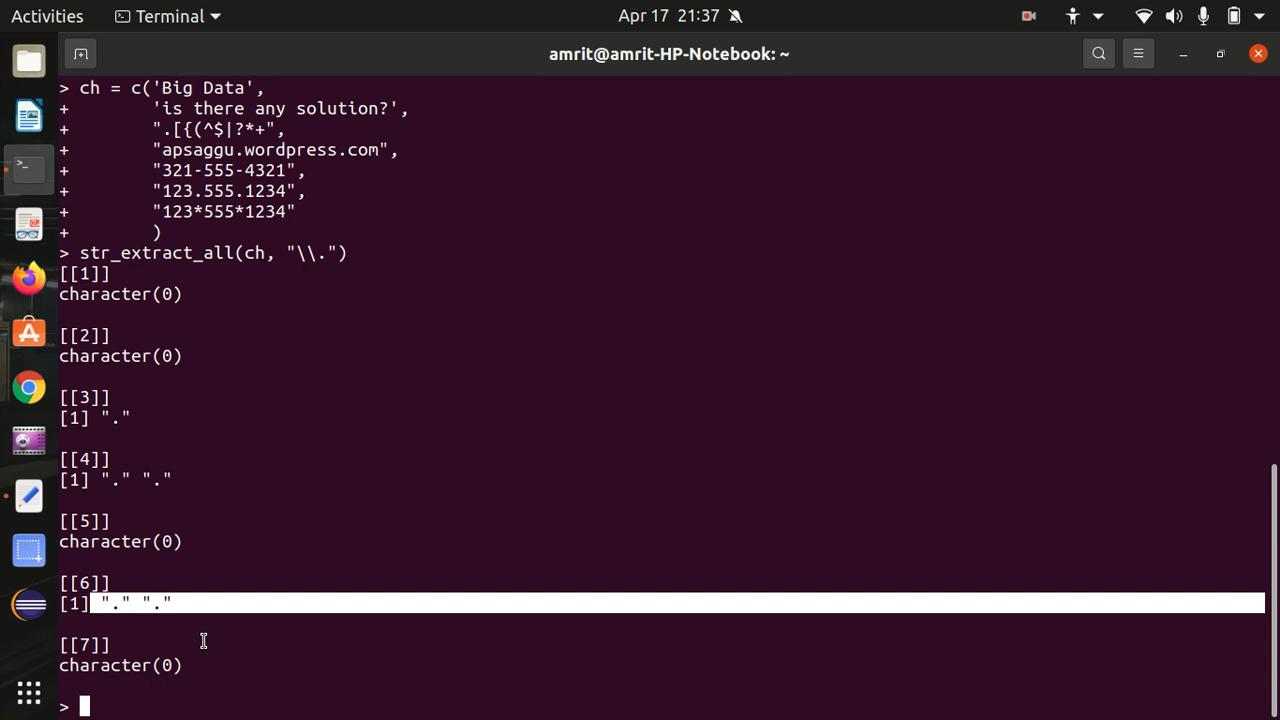 Activities Terminal Apr 17 21:37
amrit@amrit-HP-Notebook: ~
> ch = c('Big Data',
+ 'is there any solution?',
+ ".[{(^$|?*+",
+ "apsaggu.wordpress.com",
+ "321-555-4321",
+ "123.555.1234",
+ "123*555*1234"
+ )
> str_extract_all(ch, "\\.")
[[1]]
character(0)
[[2]]
character(0)
[[3]]
[1] "."
[[4]]
[1] "." "."
[[5]]
character(0)
[[6]]
[1] "." "."
[[7]]
character(0)
>